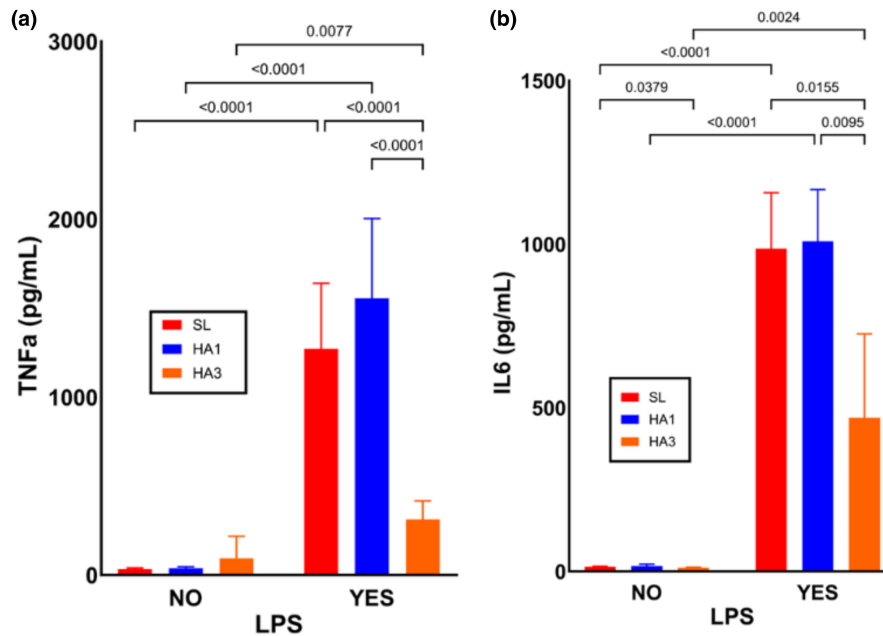 (a)
3000
2000
1000
0
TNFa (pg/mL)
0.0077
<0.0001
<0.0001
<0.0001
<0.0001
SL
HA1
HA3
NO
YES
LPS
(b)
1500
1000
500
0
IL6 (pg/mL)
0.0024
<0.0001
0.0379
0.0155
<0.0001
0.0095
SL
HA1
HA3
NO
YES
LPS